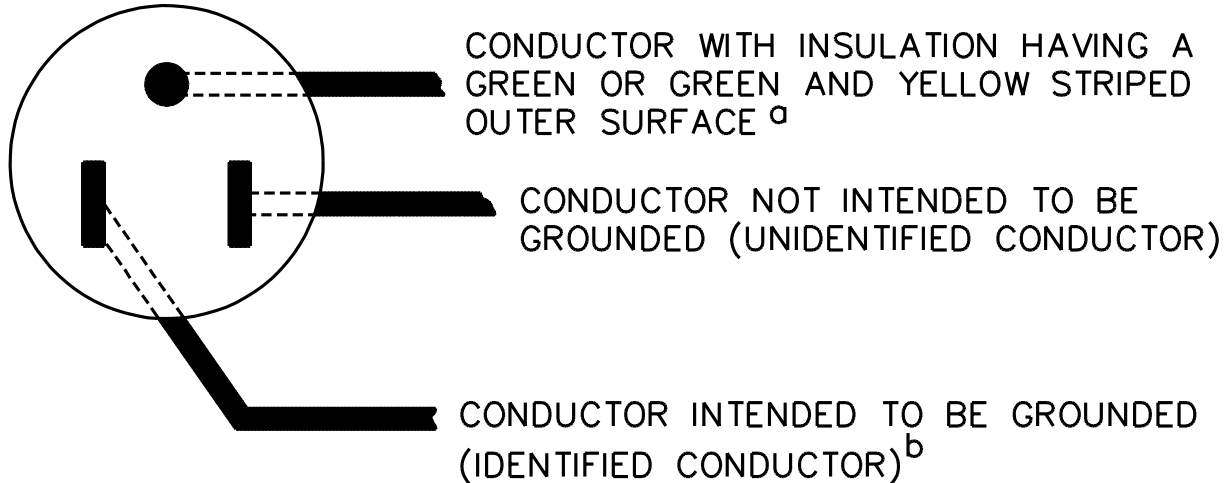 CONDUCTOR WITH INSULATION HAVING A
GREEN OR GREEN AND YELLOW STRIPED
OUTER SURFACE a
CONDUCTOR NOT INTENDED TO BE
GROUNDED (UNIDENTIFIED CONDUCTOR)
CONDUCTOR INTENDED TO BE GROUNDED
(IDENTIFIED CONDUCTOR) b